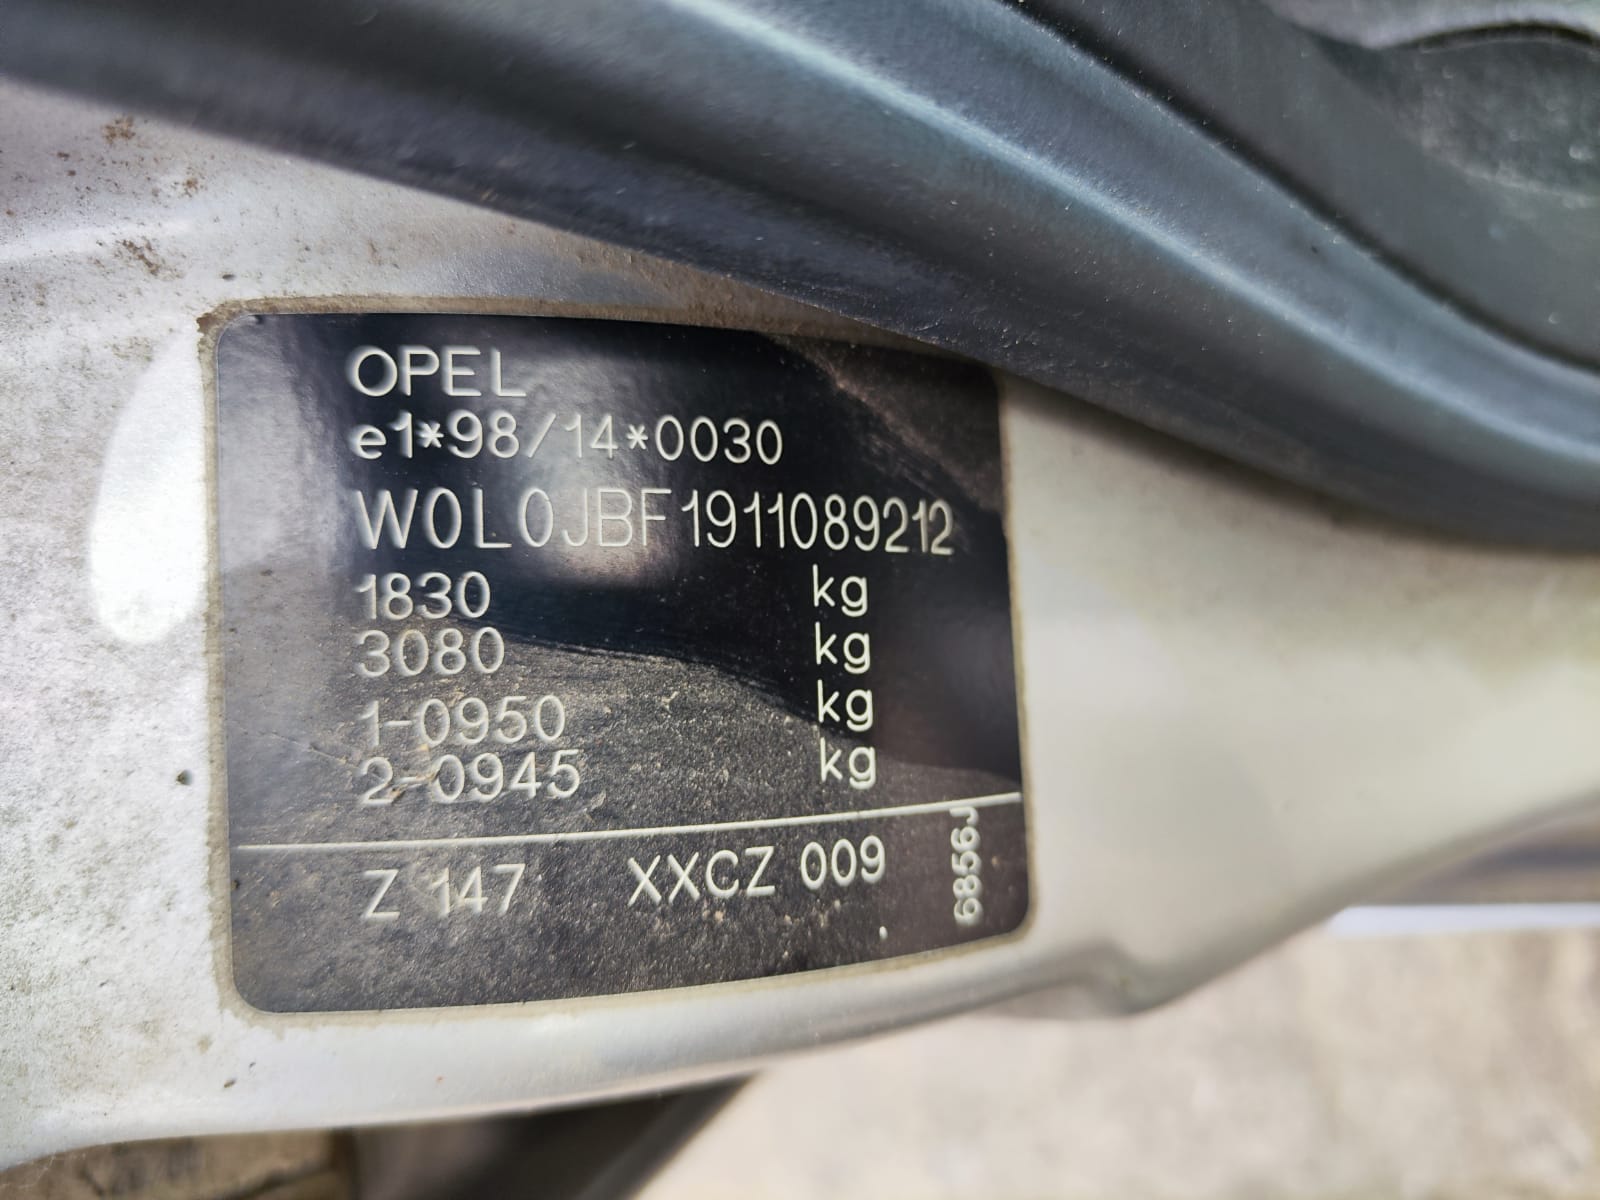 OPEL
e1*98/14*0030
W0L0JBF1911089212
1830 kg
3080 kg
1-0950 kg
2-0945 kg
Z 147 XXCZ 009
6856J